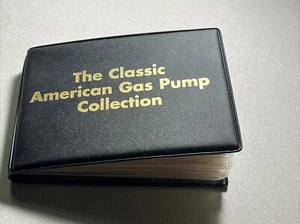 The Classic
American Gas Pump
Collection